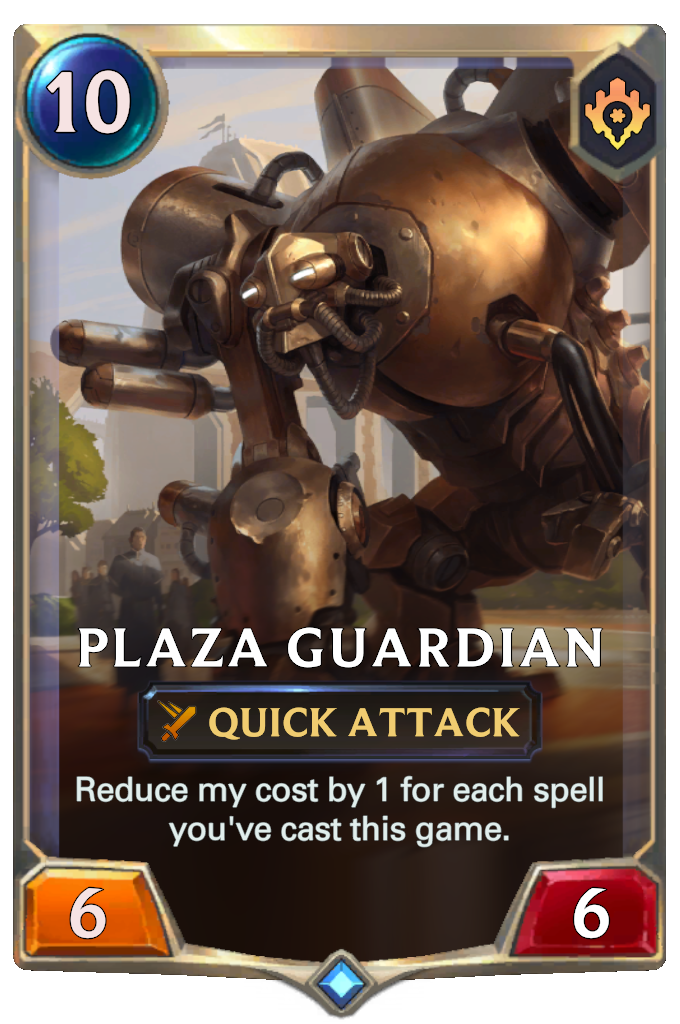 10
PLAZA GUARDIAN
QUICK ATTACK
Reduce my cost by 1 for each spell
you've cast this game.
6
6